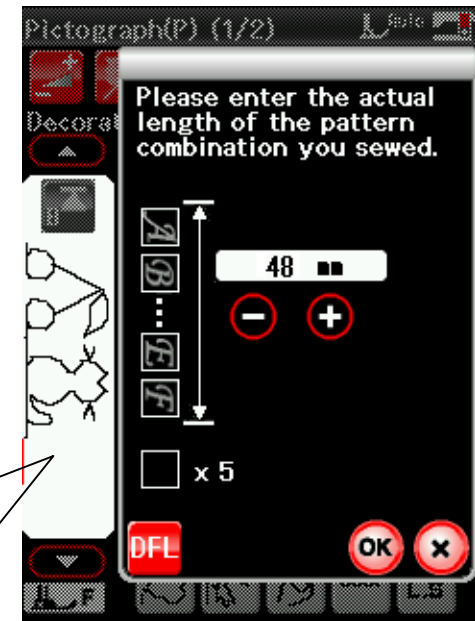 Pictograph(P) (1/2)
Decorat
Please enter the actual
length of the pattern
combination you sewed.
A
B
48 mm
E
F
x 5
DFL
OK
F
L.S